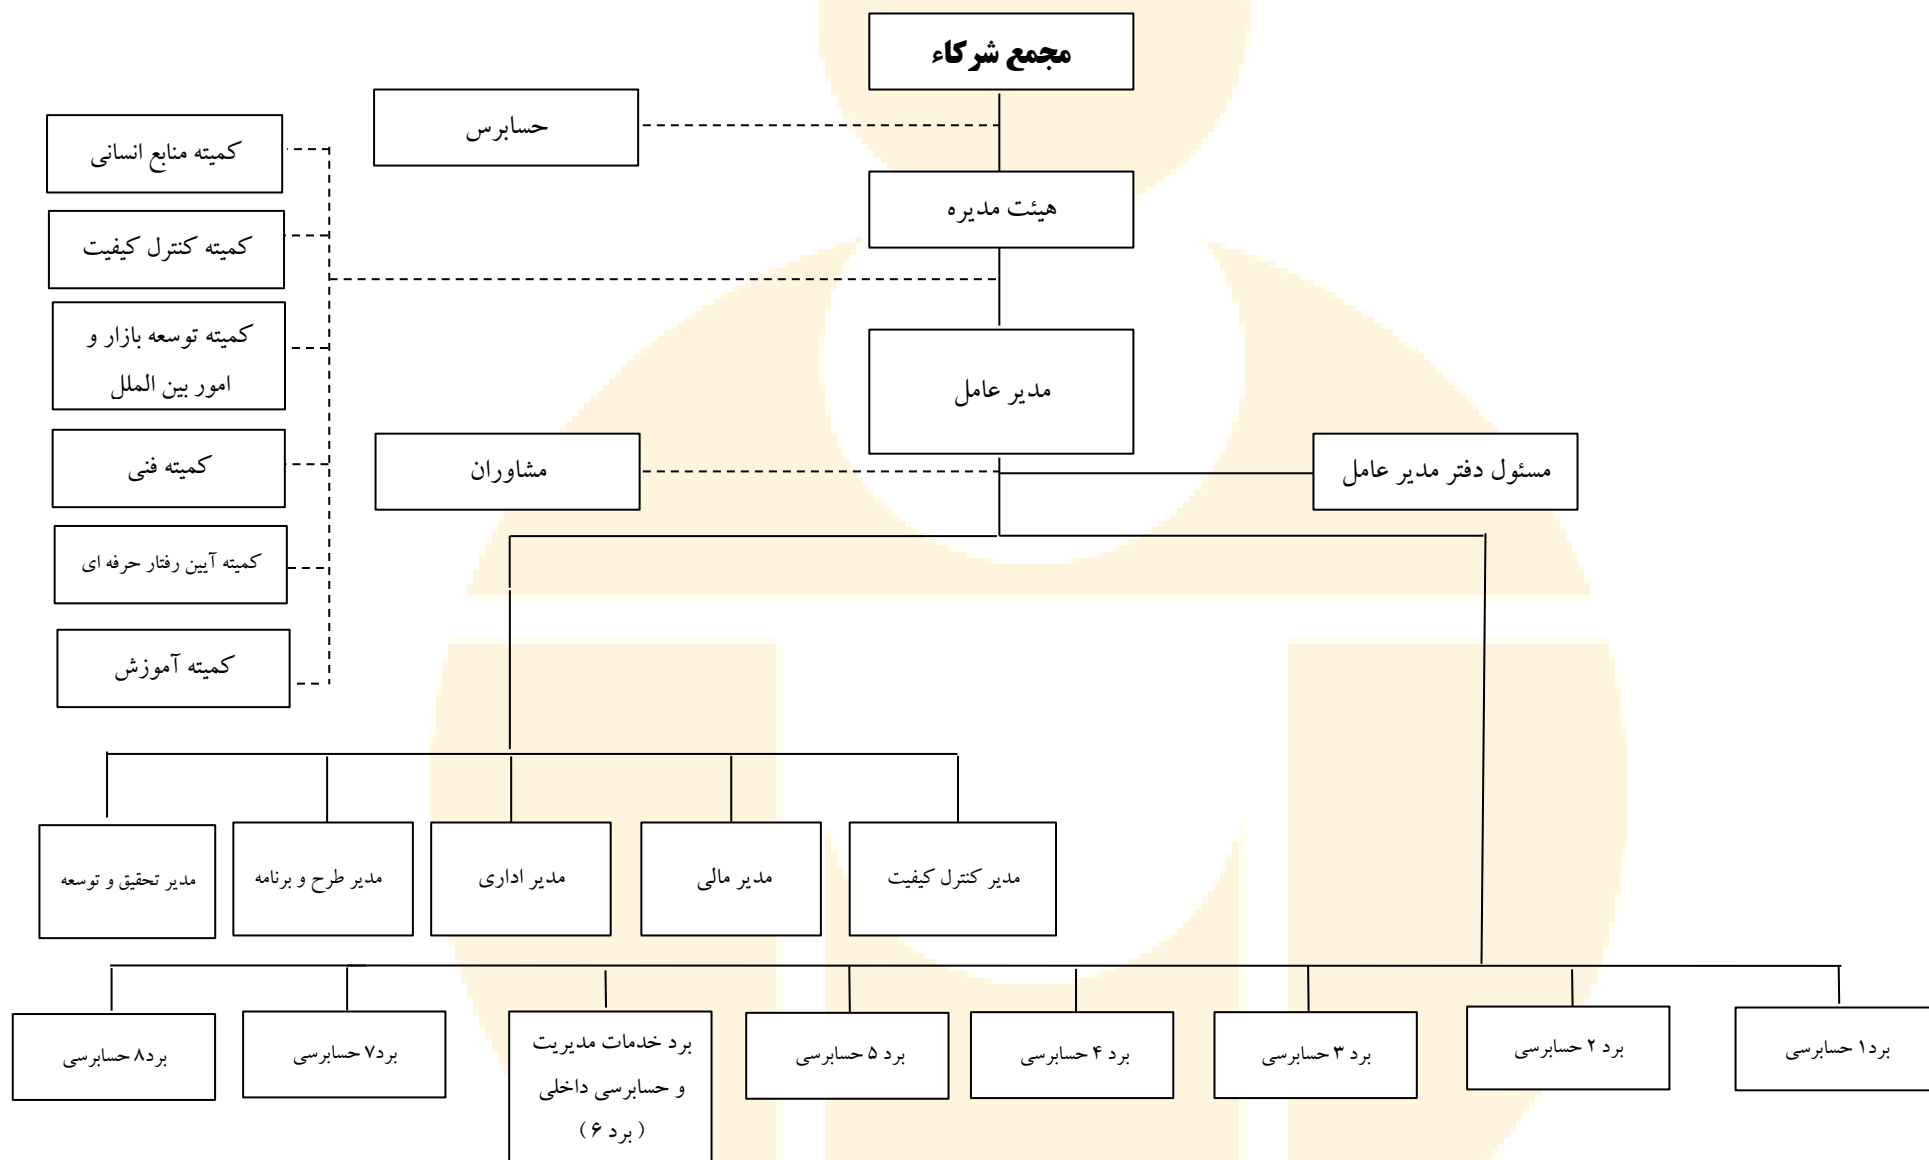 مجمع شرکاء
حسابرس
هیئت مدیره
کمیته منابع انسانی
کمیته کنترل کیفیت
کمیته توسعه بازار و
امور بین الملل
کمیته فنی
کمیته آیین رفتار حرفه ای
کمیته آموزش
مدیر عامل
مسئول دفتر مدیر عامل
مشاوران
مدیر کنترل کیفیت
مدیر مالی
مدیر اداری
مدیر طرح و برنامه
مدیر تحقیق و توسعه
برد۱ حسابرسی
برد ۲ حسابرسی
برد ۳ حسابرسی
برد ۴ حسابرسی
برد ۵ حسابرسی
برد خدمات مدیریت
و حسابرسی داخلی
( برد ۶ )
برد۷ حسابرسی
برد۸ حسابرسی